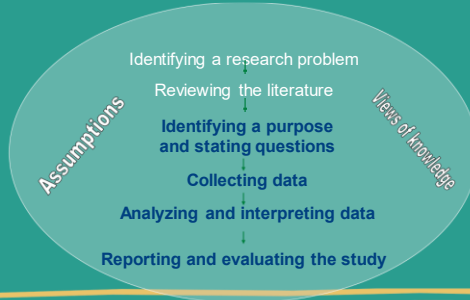 Identifying a research problem
Reviewing the literature
Assumptions
Views of knowledge
Identifying a purpose
and stating questions
Collecting data
Analyzing and interpreting data
Reporting and evaluating the study